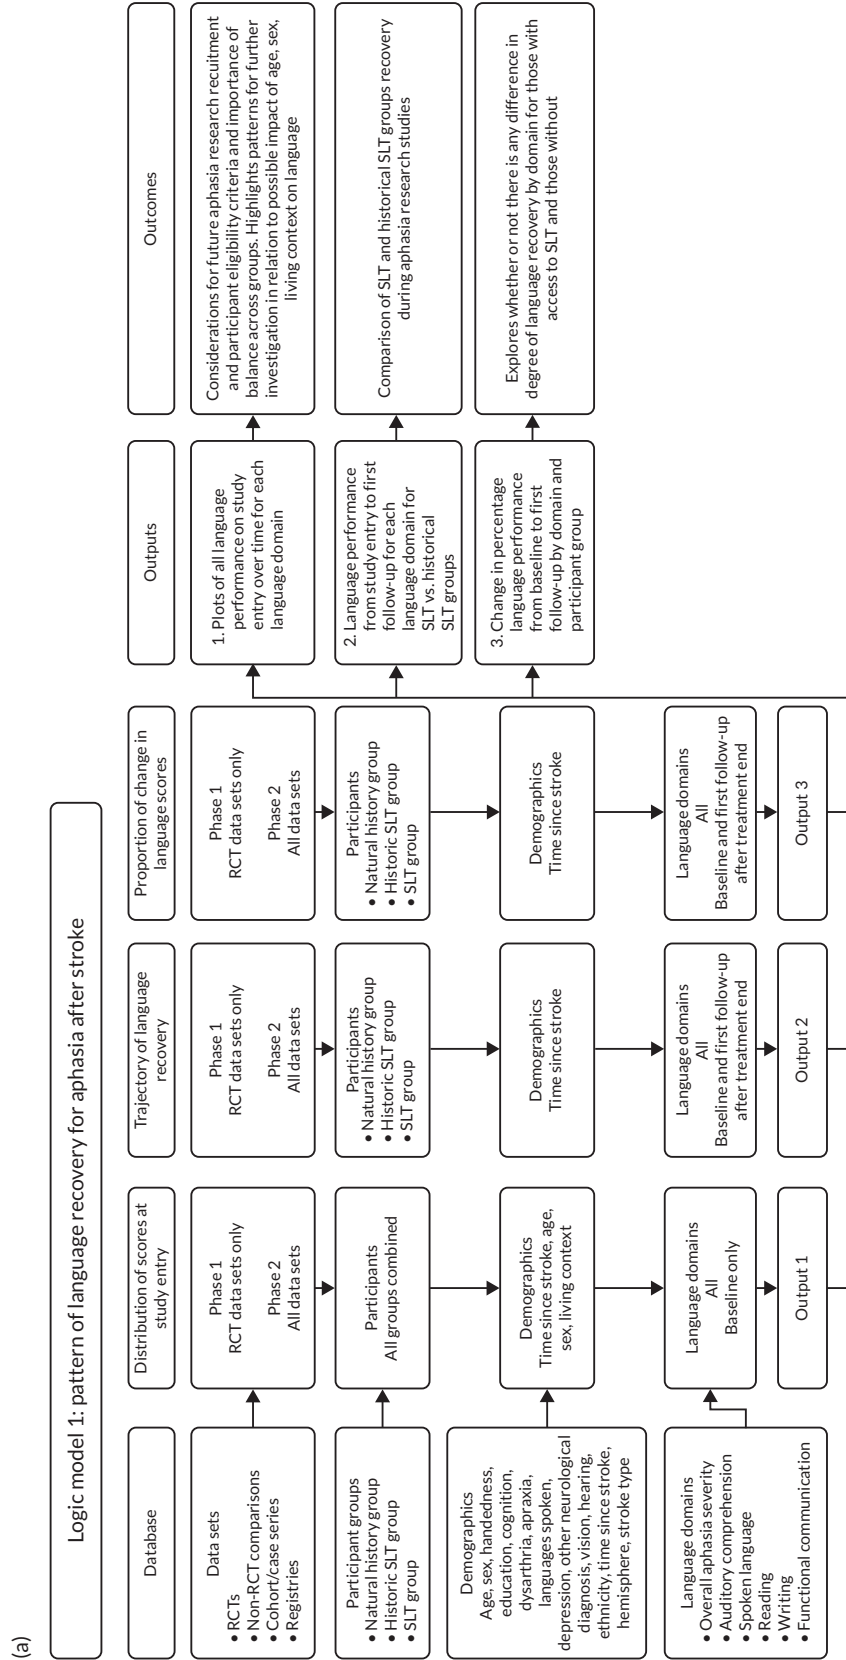 (a)
Logic model 1: pattern of language recovery for aphasia after stroke
Database
Distribution of scores at
study entry
Trajectory of language
recovery
Proportion of change in
language scores
Outputs
Outcomes
Data sets
• RCTs
• Non-RCT comparisons
• Cohort/case series
• Registries
Phase 1
RCT data sets only
Phase 2
All data sets
Phase 1
RCT data sets only
Phase 2
All data sets
Phase 1
RCT data sets only
Phase 2
All data sets
1. Plots of all language
performance on study
entry over time for each
language domain
Considerations for future aphasia research recuitment
and participant eligibility criteria and importance of
balance across groups. Highlights patterns for further
investigation in relation to possible impact of age, sex,
living context on language
Participant groups
• Natural history group
• Historic SLT group
• SLT group
Participants
All groups combined
Participants
• Natural history group
• Historic SLT group
• SLT group
Participants
• Natural history group
• Historic SLT group
• SLT group
2. Language performance
from study entry to first
follow-up for each
language domain for
SLT vs. historical
SLT groups
Comparison of SLT and historical SLT groups recovery
during aphasia research studies
Demographics
Age, sex, handedness,
education, cognition,
dysarthria, apraxia,
languages spoken,
depression, other neurological
diagnosis, vision, hearing,
ethnicity, time since stroke,
hemisphere, stroke type
Demographics
Time since stroke, age,
sex, living context
Demographics
Time since stroke
Demographics
Time since stroke
3. Change in percentage
language performance
from baseline to first
follow-up by domain and
participant group
Explores whether or not there is any difference in
degree of language recovery by domain for those with
access to SLT and those without
Language domains
• Overall aphasia severity
• Auditory comprehension
• Spoken language
• Reading
• Writing
• Functional communication
Language domains
All
Baseline only
Language domains
All
Baseline and first follow-up
after treatment end
Language domains
All
Baseline and first follow-up
after treatment end
Output 1
Output 2
Output 3